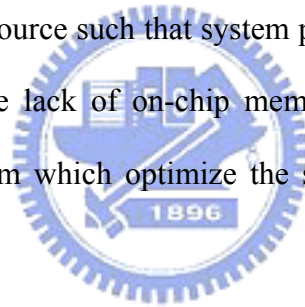 ource such that system p
e lack of on-chip mem
m which optimize the s
1896